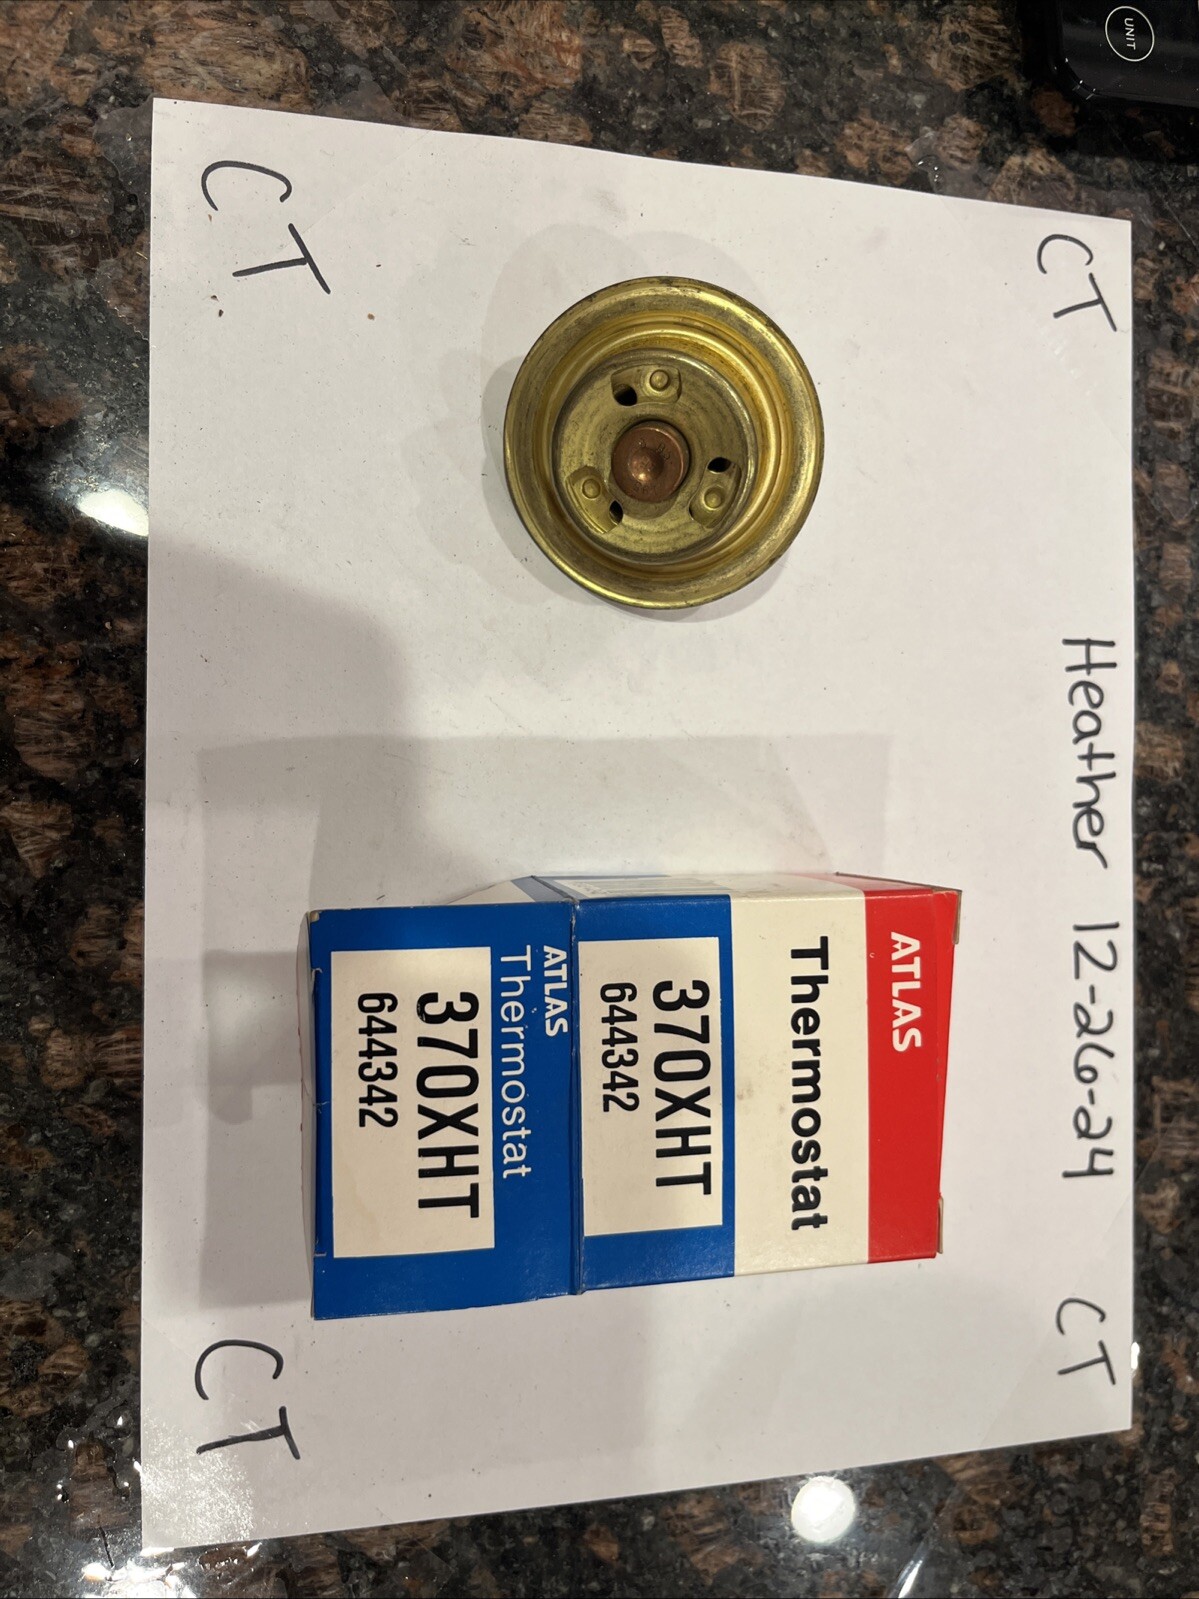 CT
Heather 12-26-24
CT
ATLAS
Thermostat
370XHT
644342
ATLAS
Thermostat
370XHT
644342
CT
CT
UNIT